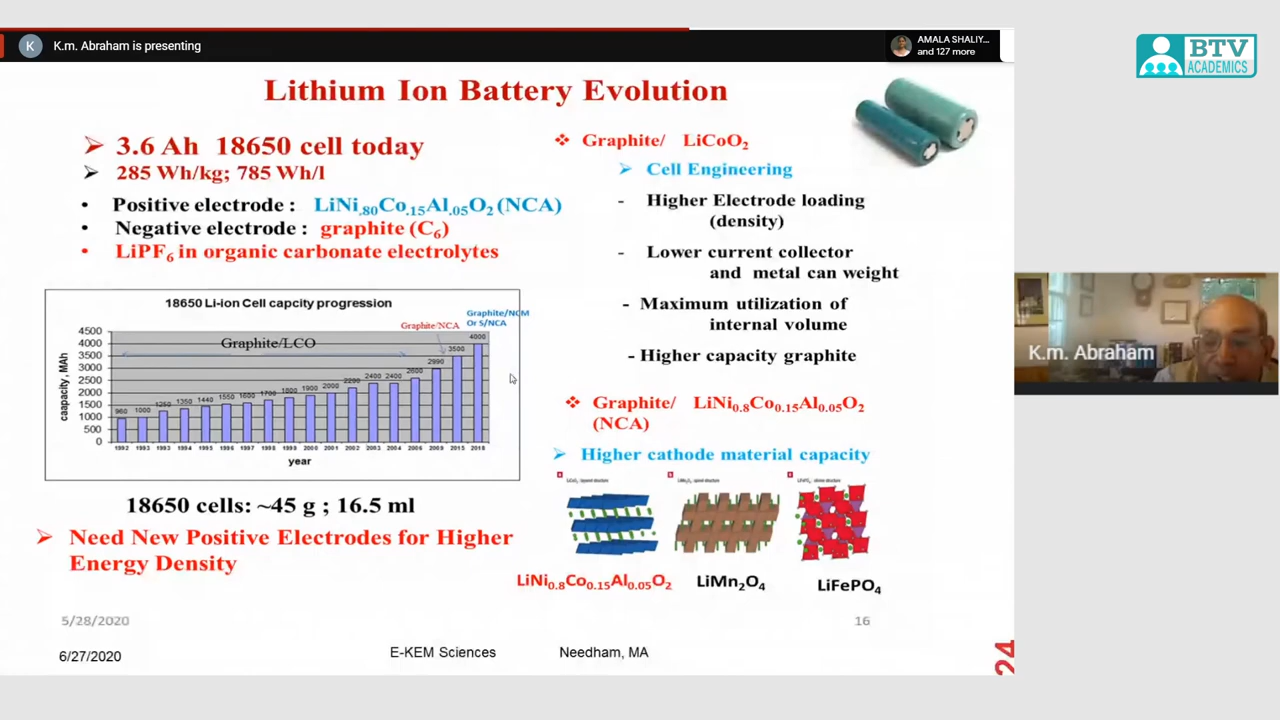 K K.m. Abraham is presenting
AMALA SHALIY...
and 127 more
BTV
ACADEMICS
Lithium Ion Battery Evolution
➢ 3.6 Ah 18650 cell today
➢ 285 Wh/kg; 785 Wh/l
• Positive electrode : LiNi.80Co.15Al.05O2 (NCA)
• Negative electrode : graphite (C6)
• LiPF6 in organic carbonate electrolytes
18650 Li-ion Cell capcity progression
Graphite/NCM
Or S/NCA
Graphite/NCA
Graphite/LCO
caapacity, MAh
4500
4000
3500
3000
2500
2000
1500
1000
500
0
960 1000 1250 1350 1440 1550 1600 1700 1800 1900 2000 2200 2400 2400 2600 2990 3500 4000
1992 1993 1993 1994 1995 1996 1997 1998 1999 2000 2001 2002 2003 2004 2006 2009 2015 2018
year
18650 cells: ~45 g ; 16.5 ml
➢ Need New Positive Electrodes for Higher
Energy Density
❖ Graphite/ LiCoO2
➢ Cell Engineering
- Higher Electrode loading
(density)
- Lower current collector
and metal can weight
- Maximum utilization of
internal volume
- Higher capacity graphite
❖ Graphite/ LiNi0.8Co0.15Al0.05O2
(NCA)
➢ Higher cathode material capacity
LiNi0.8Co0.15Al0.05O2 LiMn2O4 LiFePO4
5/28/2020 16
6/27/2020 E-KEM Sciences Needham, MA
24
K.m. Abraham